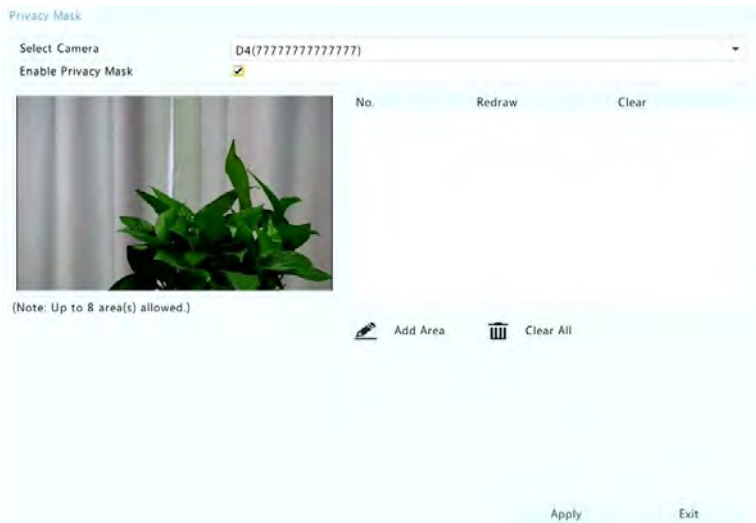 Privacy Mask
Select Camera D4(77777777777777)
Enable Privacy Mask
No. Redraw Clear
(Note: Up to 8 area(s) allowed.)
Add Area Clear All
Apply Exit